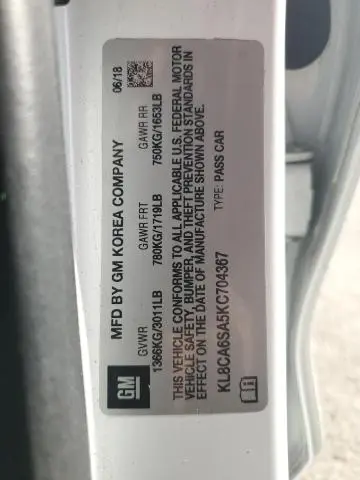 MFD BY GM KOREA COMPANY 06/18
GVWR GAWR FRT GAWR RR
1366KG/3011LB 780KG/1719LB 750KG/1653LB
THIS VEHICLE CONFORMS TO ALL APPLICABLE U.S. FEDERAL MOTOR
VEHICLE SAFETY, BUMPER, AND THEFT PREVENTION STANDARDS IN
EFFECT ON THE DATE OF MANUFACTURE SHOWN ABOVE.
KL8CA6SA5KC704367 TYPE: PASS CAR
GM